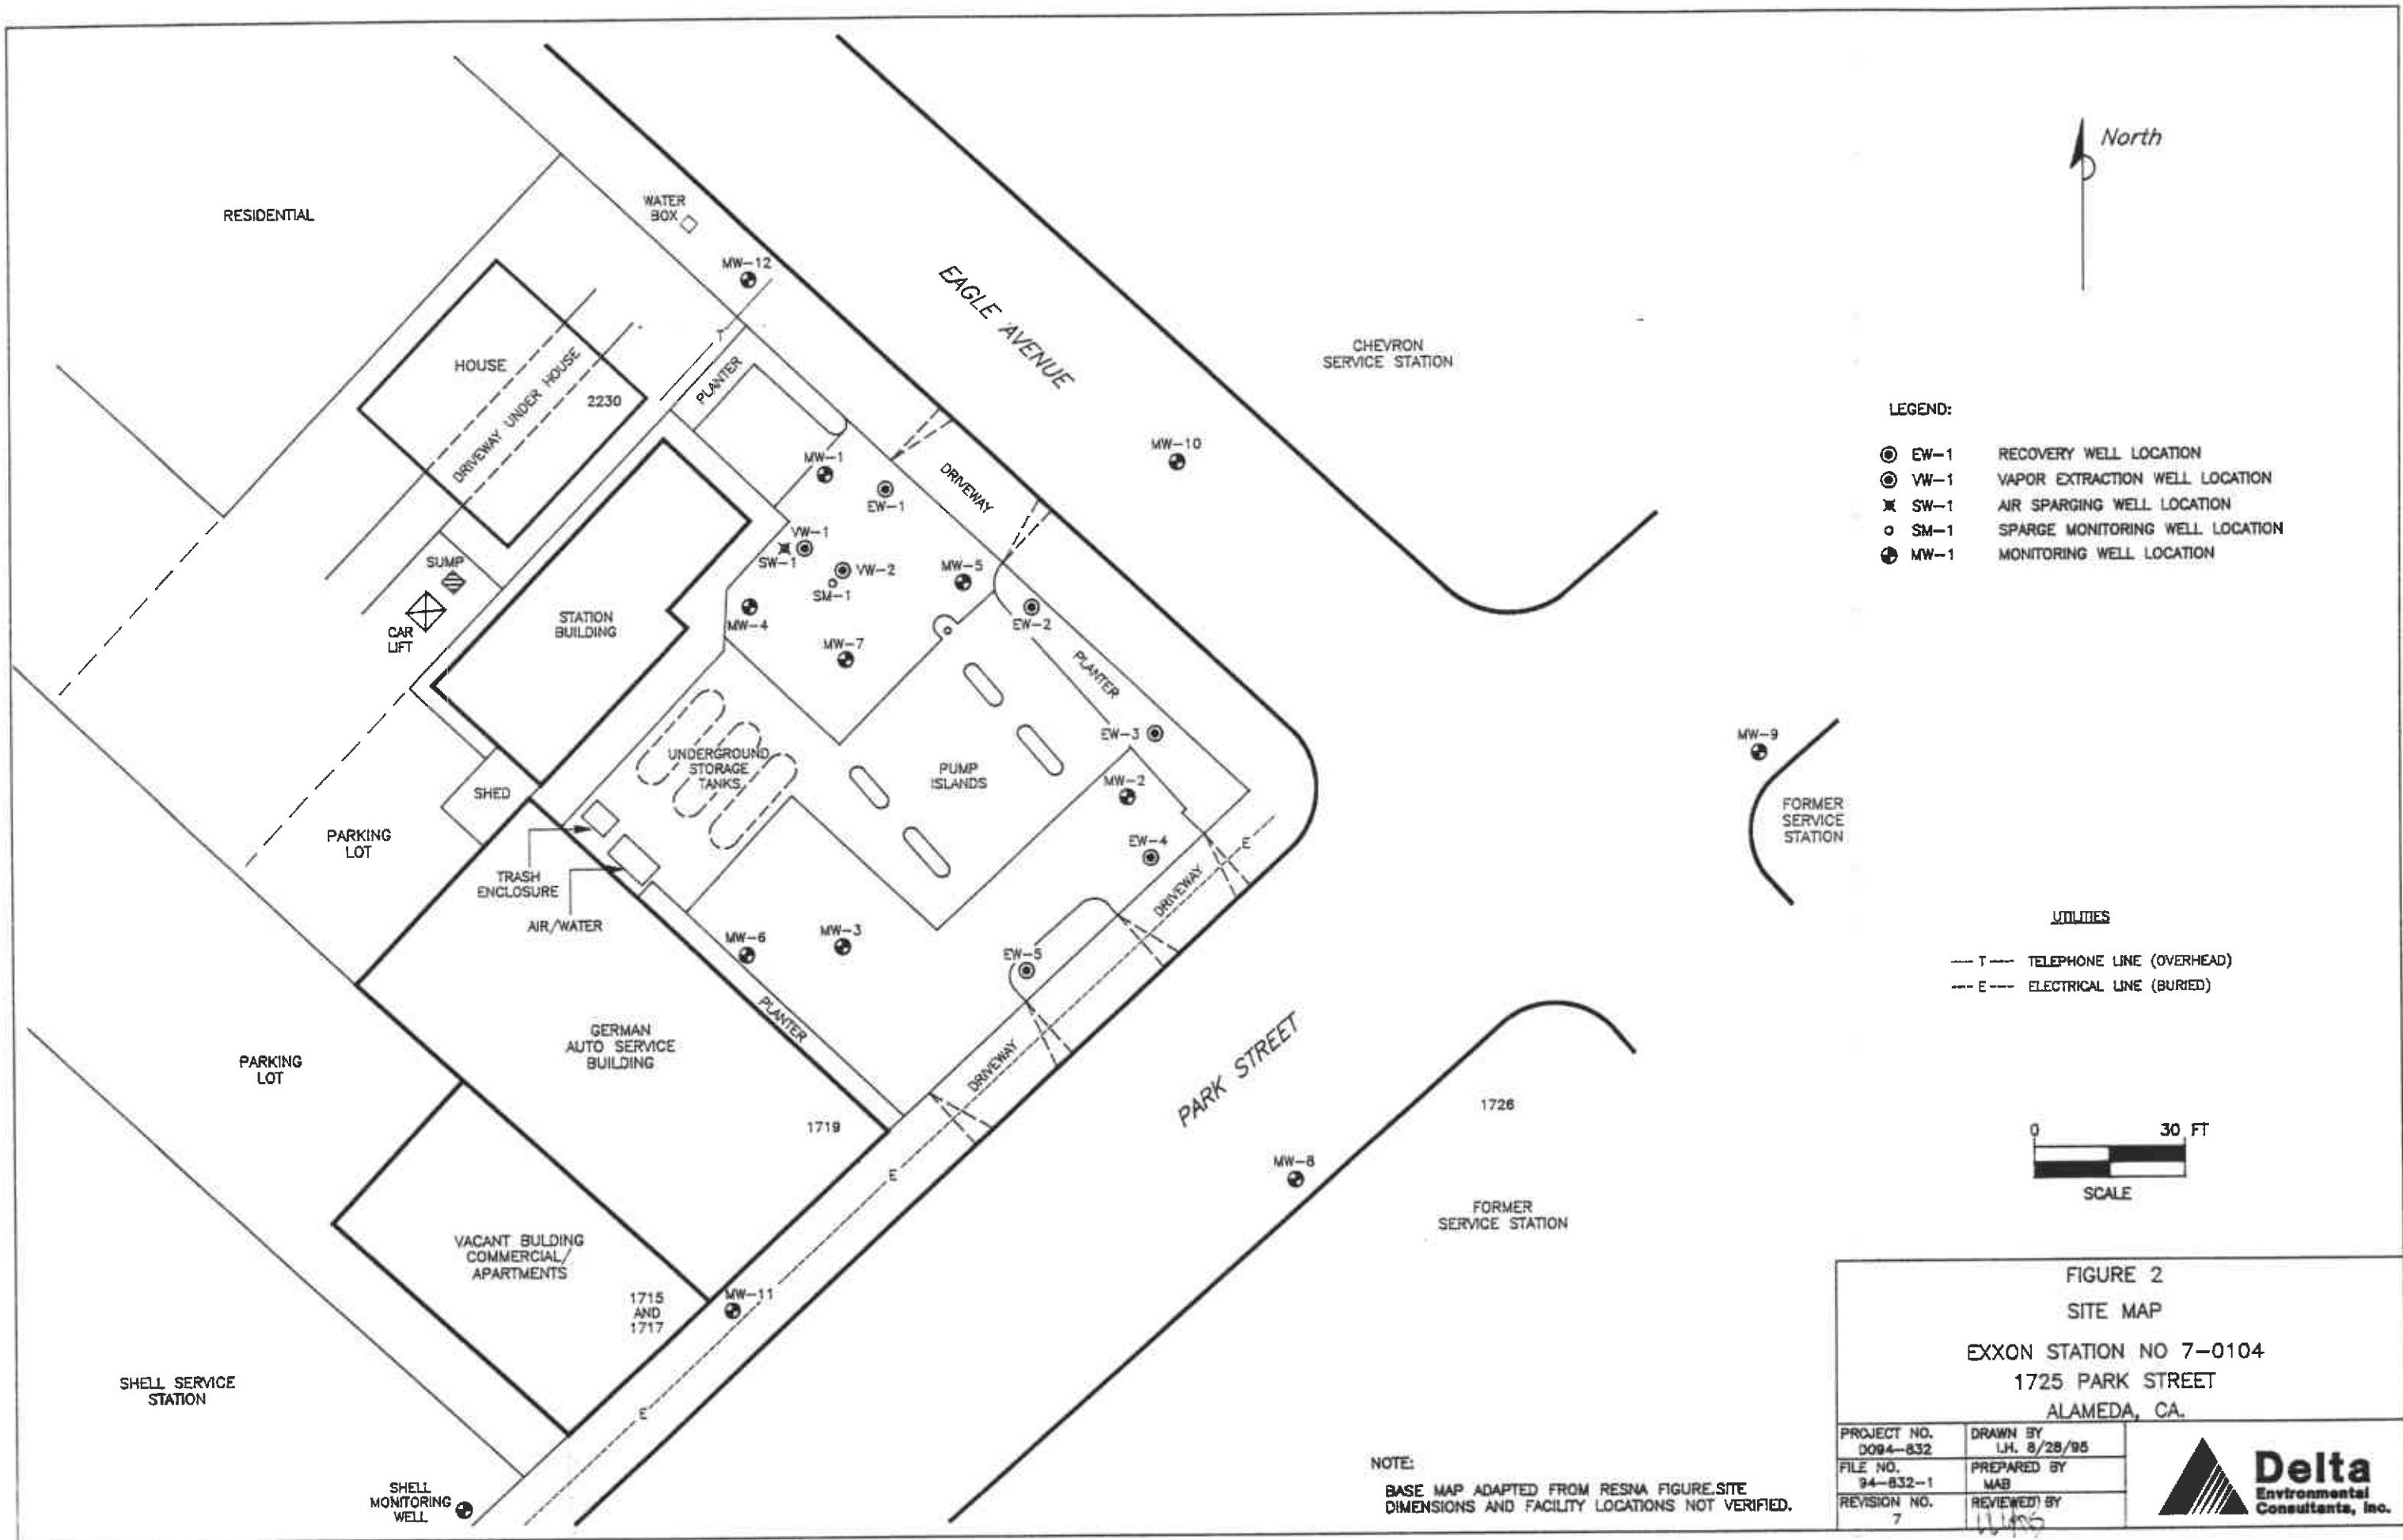 RESIDENTIAL
WATER
BOX
MW-12
EAGLE AVENUE
North
HOUSE
DRIVEWAY UNDER HOUSE
2230
T
PLANTER
CHEVRON
SERVICE STATION
MW-10
MW-1
EW-1
DRIVEWAY
VW-1
SW-1
VW-2
SM-1
MW-5
EW-2
MW-4
MW-7
SUMP
CAR
LIFT
STATION
BUILDING
PLANTER
EW-3
MW-9
LEGEND:
EW-1 RECOVERY WELL LOCATION
VW-1 VAPOR EXTRACTION WELL LOCATION
SW-1 AIR SPARGING WELL LOCATION
SM-1 SPARGE MONITORING WELL LOCATION
MW-1 MONITORING WELL LOCATION
UNDERGROUND
STORAGE
TANKS
PUMP
ISLANDS
MW-2
EW-4
E
DRIVEWAY
SHED
PARKING
LOT
TRASH
ENCLOSURE
AIR/WATER
MW-6
MW-3
EW-5
FORMER
SERVICE
STATION
UTILITIES
T TELEPHONE LINE (OVERHEAD)
E ELECTRICAL LINE (BURIED)
PLANTER
GERMAN
AUTO SERVICE
BUILDING
PARKING
LOT
DRIVEWAY
PARK STREET
1719
1726
MW-8
E
FORMER
SERVICE STATION
0 30 FT
SCALE
VACANT BULDING
COMMERCIAL/
APARTMENTS
1715
AND
1717
MW-11
E
SHELL SERVICE
STATION
SHELL
MONITORING
WELL
NOTE:
BASE MAP ADAPTED FROM RESNA FIGURE.SITE
DIMENSIONS AND FACILITY LOCATIONS NOT VERIFIED.
FIGURE 2
SITE MAP
EXXON STATION NO 7-0104
1725 PARK STREET
ALAMEDA, CA.
PROJECT NO.
D094-832
DRAWN BY
I.H. 8/28/95
FILE NO.
94-832-1
PREPARED BY
MAB
REVISION NO.
7
REVIEWED BY
Delta
Environmental
Consultants, Inc.